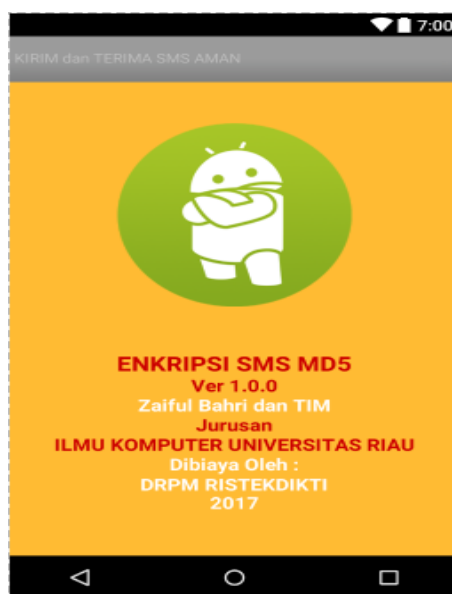 7:00
KIRIM dan TERIMA SMS AMAN
ENKRIPSI SMS MD5
Ver 1.0.0
Zaiful Bahri dan TIM
Jurusan
ILMU KOMPUTER UNIVERSITAS RIAU
Dibiaya Oleh :
DRPM RISTEKDIKTI
2017